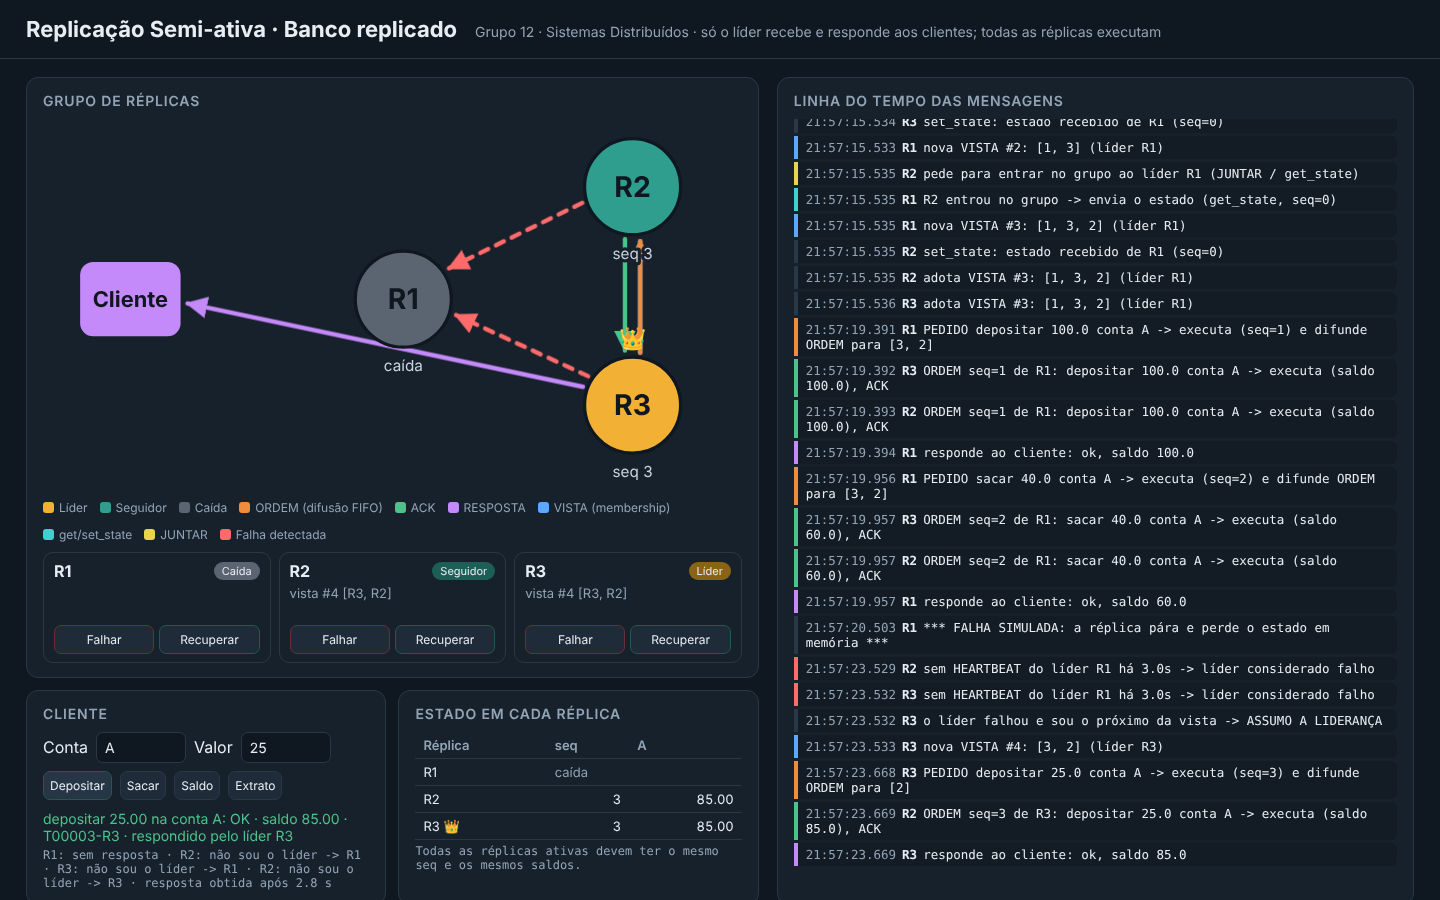 Replicação Semi-ativa · Banco replicado
Grupo 12 · Sistemas Distribuídos · só o líder recebe e responde aos clientes; todas as réplicas executam
GRUPO DE RÉPLICAS
R2
seq 3
Cliente
R1
caída
R3
seq 3
Líder
Seguidor
Caída
ORDEM (difusão FIFO)
ACK
RESPOSTA
VISTA (membership)
get/set_state
JUNTAR
Falha detectada
R1
Caída
Falhar
Recuperar
R2
Seguidor
vista #4 [R3, R2]
Falhar
Recuperar
R3
Líder
vista #4 [R3, R2]
Falhar
Recuperar
CLIENTE
Conta A Valor 25
Depositar Sacar Saldo Extrato
depositar 25.00 na conta A: OK · saldo 85.00 ·
T00003-R3 · respondido pelo líder R3
R1: sem resposta · R2: não sou o líder -> R1
· R3: não sou o líder -> R1 · R2: não sou o
líder -> R3 · resposta obtida após 2.8 s
ESTADO EM CADA RÉPLICA
Réplica seq A
R1 caída
R2 3 85.00
R3 👑 3 85.00
Todas as réplicas ativas devem ter o mesmo
seq e os mesmos saldos.
LINHA DO TEMPO DAS MENSAGENS
21:57:15.534 R3 set_state: estado recebido de R1 (seq=0)
21:57:15.533 R1 nova VISTA #2: [1, 3] (líder R1)
21:57:15.535 R2 pede para entrar no grupo ao líder R1 (JUNTAR / get_state)
21:57:15.535 R1 R2 entrou no grupo -> envia o estado (get_state, seq=0)
21:57:15.535 R1 nova VISTA #3: [1, 3, 2] (líder R1)
21:57:15.535 R2 set_state: estado recebido de R1 (seq=0)
21:57:15.535 R2 adota VISTA #3: [1, 3, 2] (líder R1)
21:57:15.536 R3 adota VISTA #3: [1, 3, 2] (líder R1)
21:57:19.391 R1 PEDIDO depositar 100.0 conta A -> executa (seq=1) e difunde
ORDEM para [3, 2]
21:57:19.392 R3 ORDEM seq=1 de R1: depositar 100.0 conta A -> executa (saldo
100.0), ACK
21:57:19.393 R2 ORDEM seq=1 de R1: depositar 100.0 conta A -> executa (saldo
100.0), ACK
21:57:19.394 R1 responde ao cliente: ok, saldo 100.0
21:57:19.956 R1 PEDIDO sacar 40.0 conta A -> executa (seq=2) e difunde ORDEM
para [3, 2]
21:57:19.957 R3 ORDEM seq=2 de R1: sacar 40.0 conta A -> executa (saldo
60.0), ACK
21:57:19.957 R2 ORDEM seq=2 de R1: sacar 40.0 conta A -> executa (saldo
60.0), ACK
21:57:19.957 R1 responde ao cliente: ok, saldo 60.0
21:57:20.503 R1 *** FALHA SIMULADA: a réplica pára e perde o estado em
memória ***
21:57:23.529 R2 sem HEARTBEAT do líder R1 há 3.0s -> líder considerado falho
21:57:23.532 R3 sem HEARTBEAT do líder R1 há 3.0s -> líder considerado falho
21:57:23.532 R3 o líder falhou e sou o próximo da vista -> ASSUMO A LIDERANÇA
21:57:23.533 R3 nova VISTA #4: [3, 2] (líder R3)
21:57:23.668 R3 PEDIDO depositar 25.0 conta A -> executa (seq=3) e difunde
ORDEM para [2]
21:57:23.669 R2 ORDEM seq=3 de R3: depositar 25.0 conta A -> executa (saldo
85.0), ACK
21:57:23.669 R3 responde ao cliente: ok, saldo 85.0